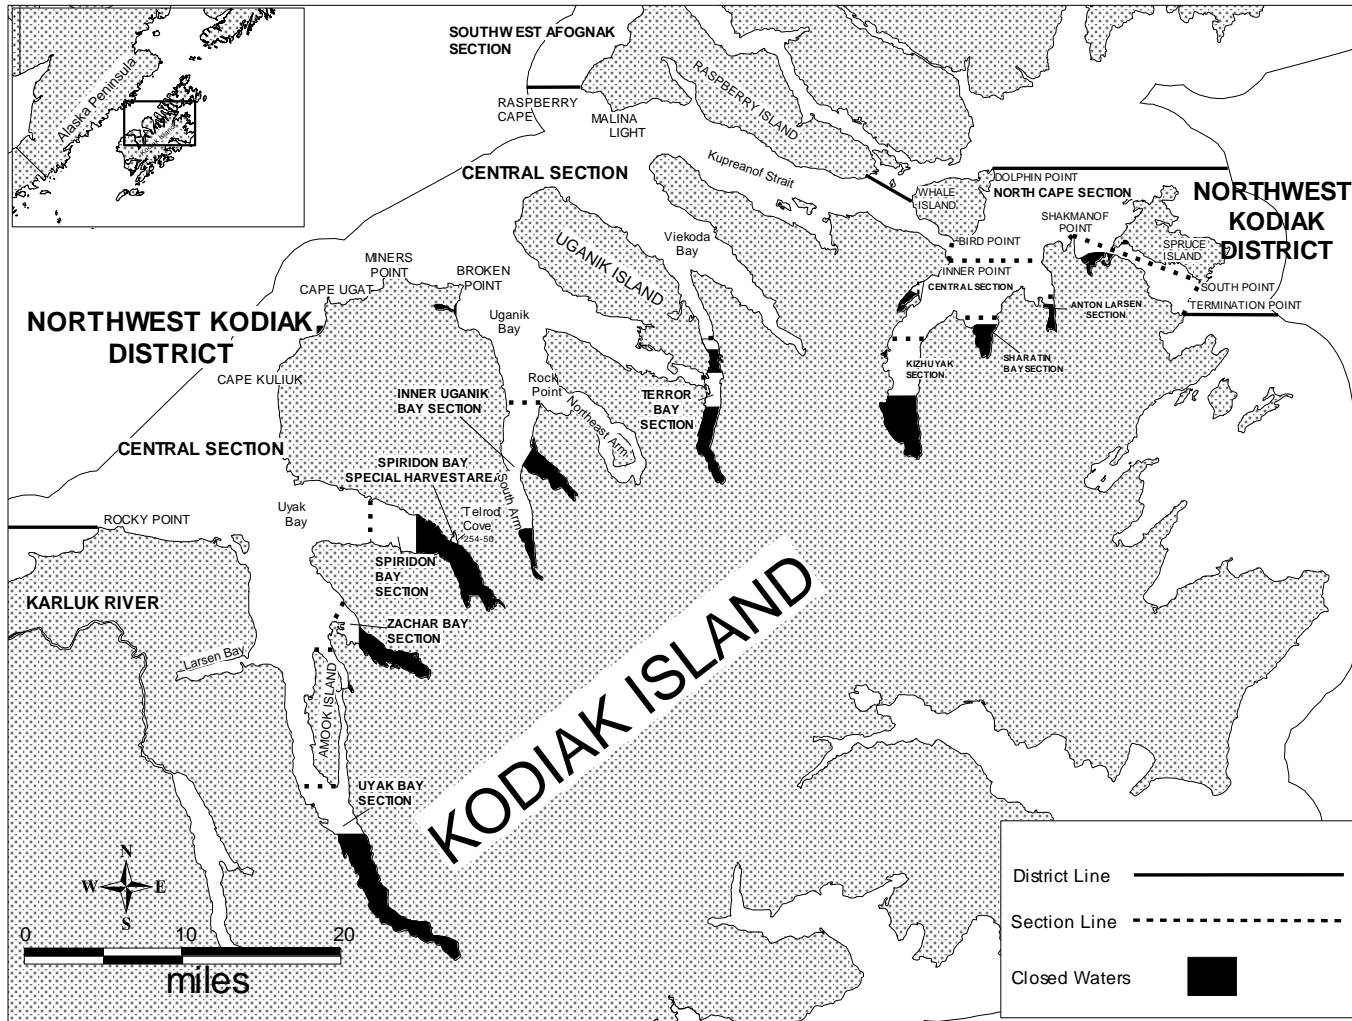 Alaska Peninsula
SOUTHWEST AFOGNAK
SECTION
RASPBERRY
CAPE
MALINA
LIGHT
RASPBERRY ISLAND
CENTRAL SECTION
Kupreanof Strait
WHALE
ISLAND
DOLPHIN POINT
NORTH CAPE SECTION
NORTHWEST
KODIAK
DISTRICT
SHAKMANOF
POINT
SPRUCE
ISLAND
BIRD POINT
INNER POINT
CENTRAL SECTION
SOUTH POINT
TERMINATION POINT
ANTON LARSEN
SECTION
SHARATIN
BAY SECTION
KIZHUYAK
SECTION
Viekoda
Bay
UGANIK ISLAND
MINERS
POINT
BROKEN
POINT
CAPE UGAT
Uganik
Bay
NORTHWEST KODIAK
DISTRICT
CAPE KULIUK
INNER UGANIK
BAY SECTION
Rock
Point
Northeast Arm
TERROR
BAY
SECTION
CENTRAL SECTION
SPIRIDON BAY
SPECIAL HARVEST AREA
South Arm
Telrod
Cove
254-50
Uyak
Bay
ROCKY POINT
SPIRIDON
BAY
SECTION
KARLUK RIVER
ZACHAR BAY
SECTION
Larsen Bay
AMOOK ISLAND
KODIAK ISLAND
UYAK BAY
SECTION
N
W
E
S
0 10 20
miles
District Line
Section Line
Closed Waters